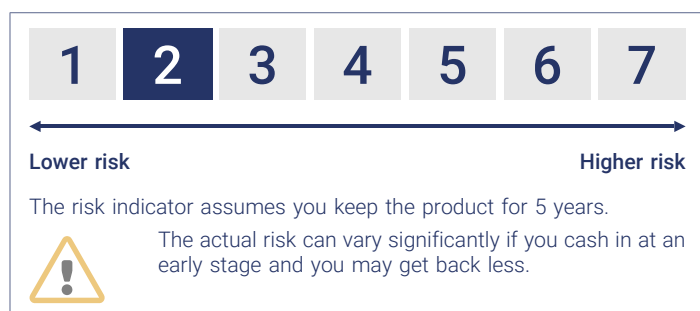 1 2 3 4 5 6 7
Lower risk Higher risk
The risk indicator assumes you keep the product for 5 years.
The actual risk can vary significantly if you cash in at an
early stage and you may get back less.